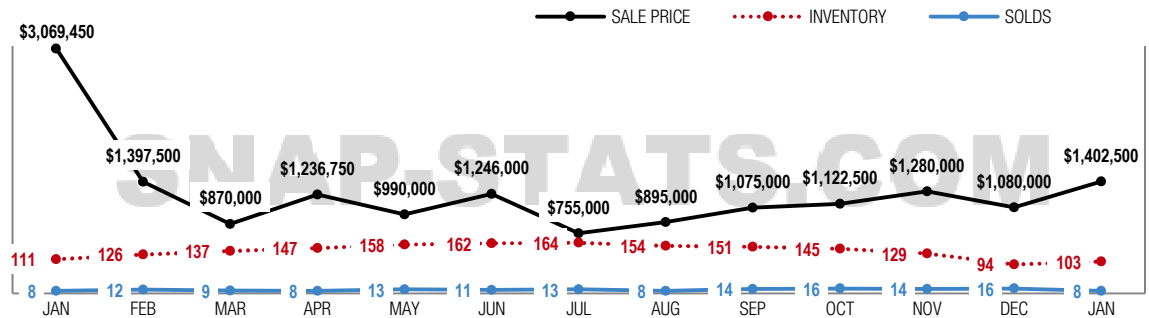 SALE PRICE INVENTORY SOLDS
$3,069,450
$1,397,500
$870,000
$1,236,750
$990,000
$1,246,000
$755,000
$895,000
$1,075,000
$1,122,500
$1,280,000
$1,080,000
$1,402,500
SNAP-STATS.COM
111 126 137 147 158 162 164 154 151 145 129 94 103
8 12 9 8 13 11 13 8 14 16 14 16 8
JAN FEB MAR APR MAY JUN JUL AUG SEP OCT NOV DEC JAN